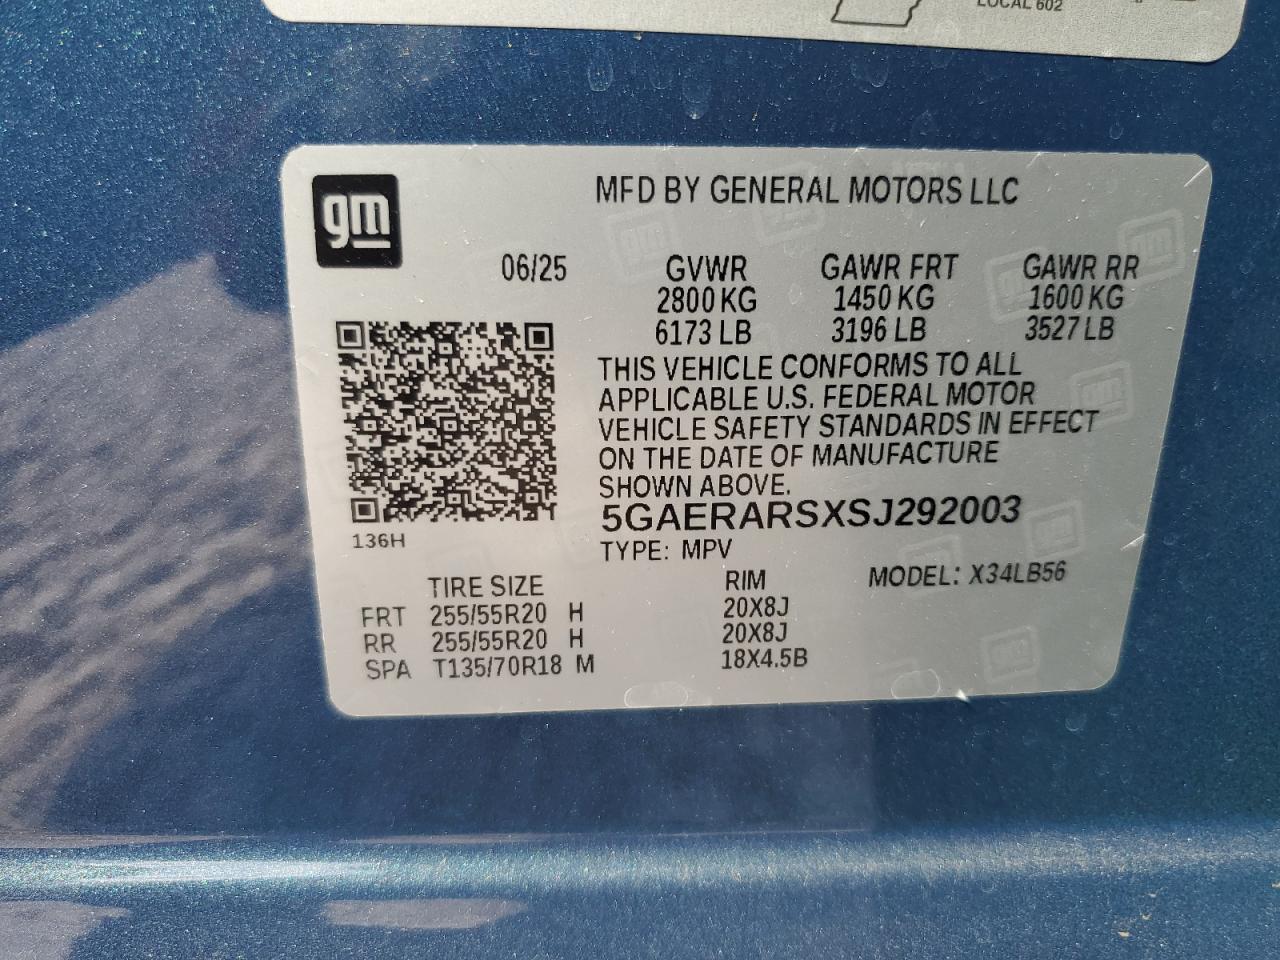 LOCAL 602
gm
MFD BY GENERAL MOTORS LLC
06/25
GVWR
2800 KG
6173 LB
GAWR FRT
1450 KG
3196 LB
GAWR RR
1600 KG
3527 LB
THIS VEHICLE CONFORMS TO ALL
APPLICABLE U.S. FEDERAL MOTOR
VEHICLE SAFETY STANDARDS IN EFFECT
ON THE DATE OF MANUFACTURE
SHOWN ABOVE.
5GAERARSXSJ292003
136H
TYPE: MPV
MODEL: X34LB56
TIRE SIZE RIM
FRT 255/55R20 H 20X8J
RR 255/55R20 H 20X8J
SPA T135/70R18 M 18X4.5B